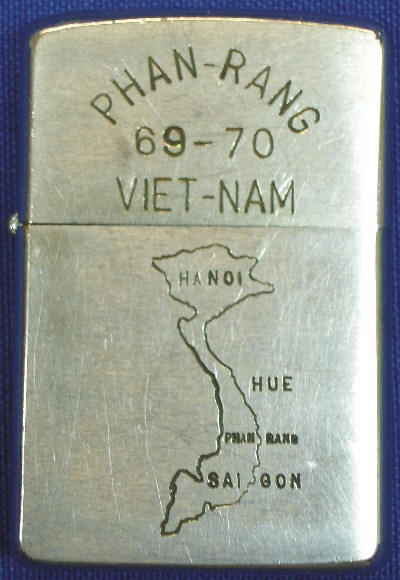 PHAN-RANG
69-70
VIET-NAM
HANOI
HUE
PHAN RANG
SAIGON